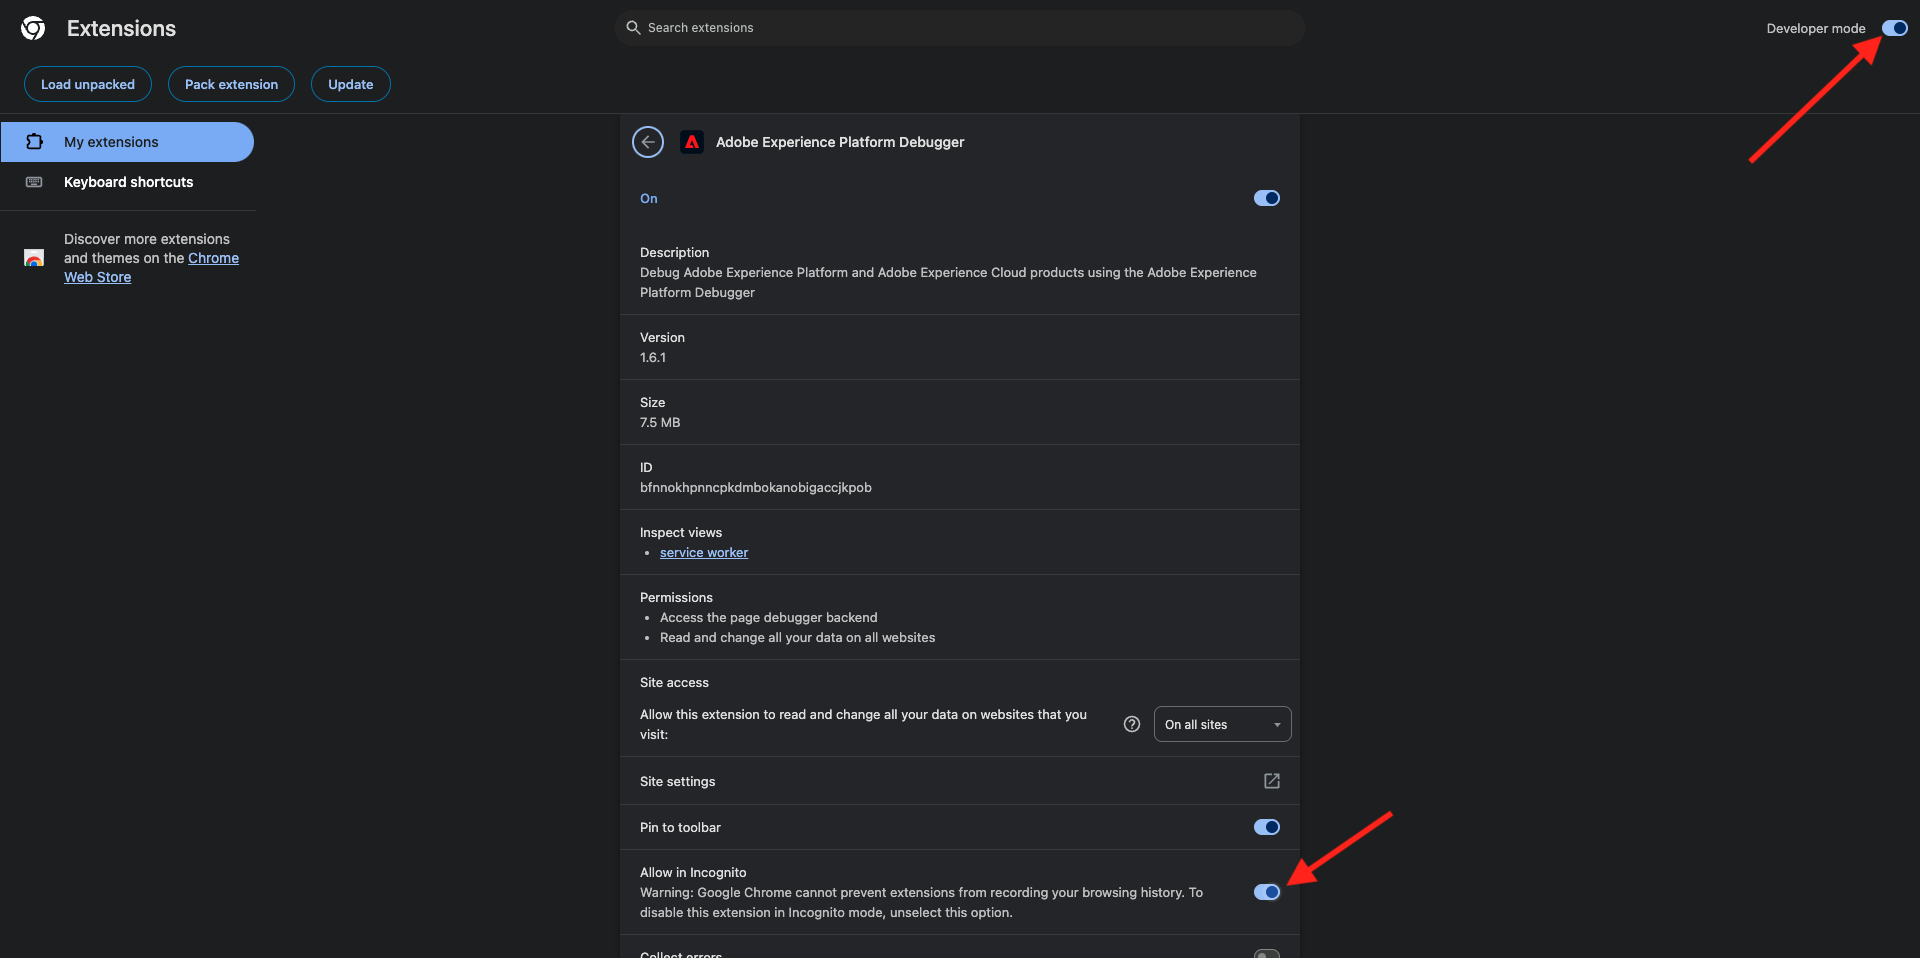 Extensions
Search extensions
Developer mode
Load unpacked
Pack extension
Update
My extensions
Keyboard shortcuts
Discover more extensions
and themes on the Chrome
Web Store
Adobe Experience Platform Debugger
On
Description
Debug Adobe Experience Platform and Adobe Experience Cloud products using the Adobe Experience
Platform Debugger
Version
1.6.1
Size
7.5 MB
ID
bfnnokhpnncpkdmbokanobigaccjkpob
Inspect views
• service worker
Permissions
• Access the page debugger backend
• Read and change all your data on all websites
Site access
Allow this extension to read and change all your data on websites that you
visit:
On all sites
Site settings
Pin to toolbar
Allow in Incognito
Warning: Google Chrome cannot prevent extensions from recording your browsing history. To
disable this extension in Incognito mode, unselect this option.
Collect errors